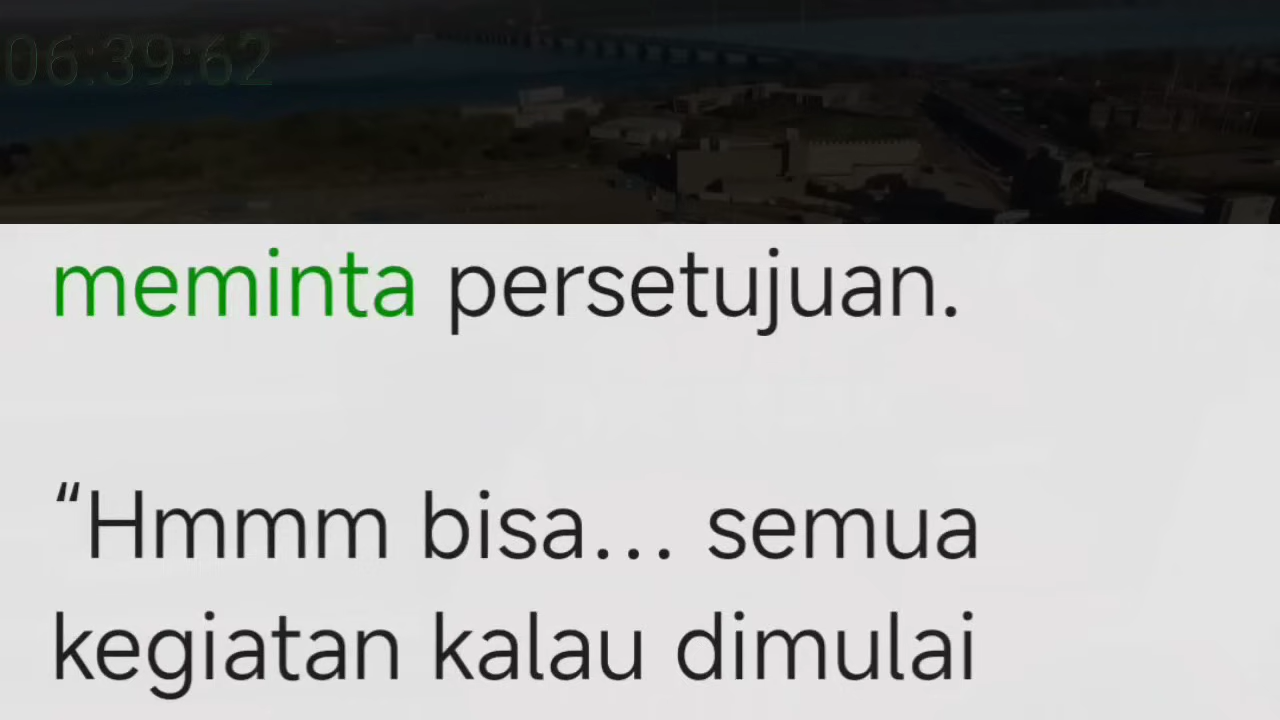 06:39:62
meminta persetujuan.
“Hmmm bisa... semua
kegiatan kalau dimulai